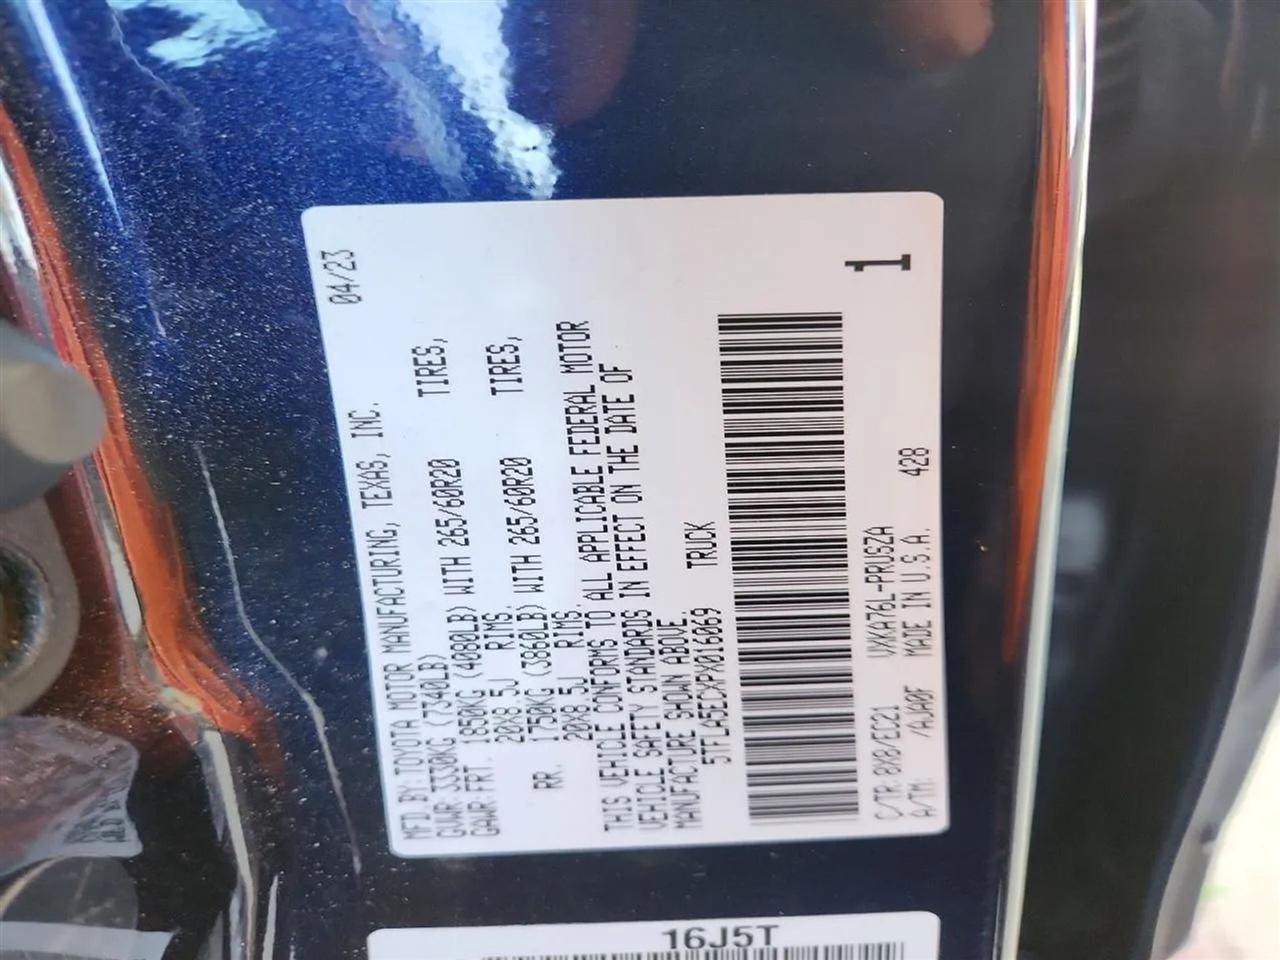 MFD.BY:TOYOTA MOTOR MANUFACTURING, TEXAS, INC. 04/23
GVWR 3330KG (7340LB)
GAWR FRT. 1850KG (4080LB) WITH 265/60R20 TIRES,
20X8.5J RIMS.
RR. 1750KG (3860LB) WITH 265/60R20 TIRES,
20X8.5J RIMS.
THIS VEHICLE CONFORMS TO ALL APPLICABLE FEDERAL MOTOR
VEHICLE SAFETY STANDARDS IN EFFECT ON THE DATE OF
MANUFACTURE SHOWN ABOVE.
5TFLA5ECXPX016069 TRUCK
1
C/TR:8X8/EE21 VXKA76L-PRUSZA
A/TM: /AJA0F MADE IN U.S.A. 428
16J5T